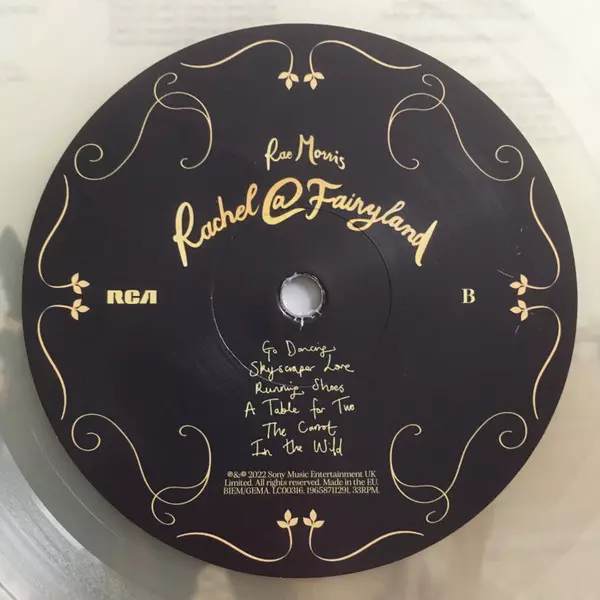 Rae Morris
Rachel @ Fairyland
RCA
B
Go Dancing
Skyscraper Love
Running Shoes
A Table for Two
The Carrot
In the Wild
℗&© 2022 Sony Music Entertainment UK
Limited. All rights reserved. Made in the EU.
BIEM/GEMA. LC00316. 19658711291. 33RPM.